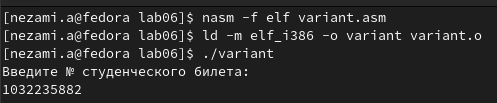 [nezami.a@fedora lab06]$ nasm -f elf variant.asm
[nezami.a@fedora lab06]$ ld -m elf_i386 -o variant variant.o
[nezami.a@fedora lab06]$ ./variant
Введите № студенческого билета:
1032235882